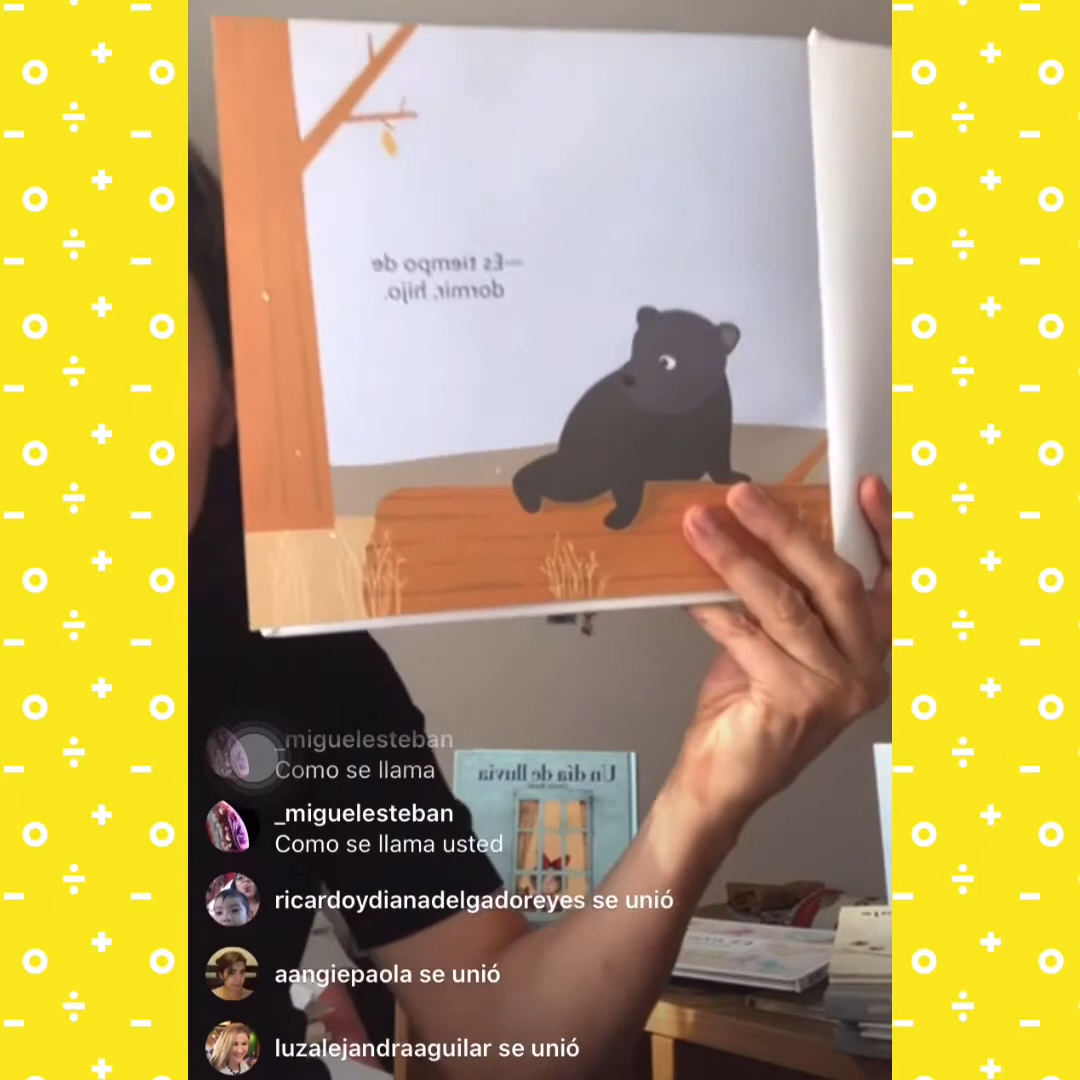 —Es tiempo de
dormir, hijo.
Un día de lluvia
_miguelesteban
Como se llama
_miguelesteban
Como se llama usted
ricardoydianadelgadoreyes se unió
aangiepaola se unió
luzalejandraaguilar se unió